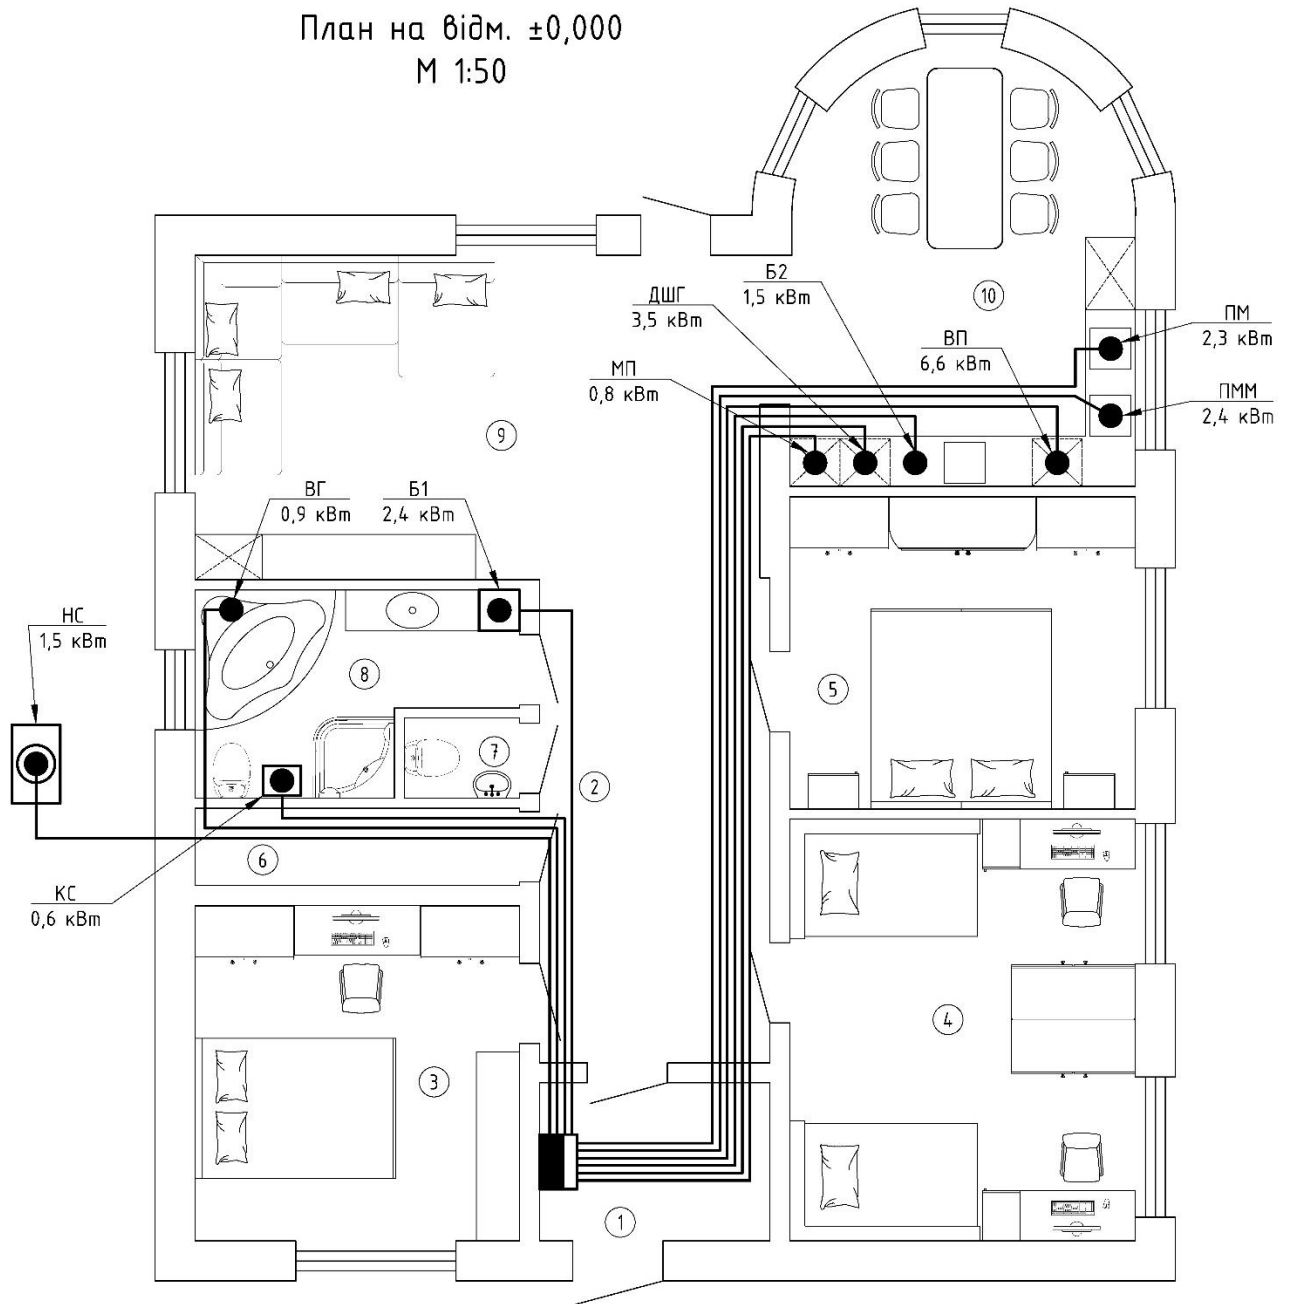 План на відм. ±0,000
М 1:50
Б2
1,5 кВт
ДШГ
3,5 кВт
10
ПМ
2,3 кВт
МП
0,8 кВт
ВП
6,6 кВт
ПММ
2,4 кВт
9
ВГ
0,9 кВт
Б1
2,4 кВт
НС
1,5 кВт
8
5
7
2
6
КС
0,6 кВт
4
3
1